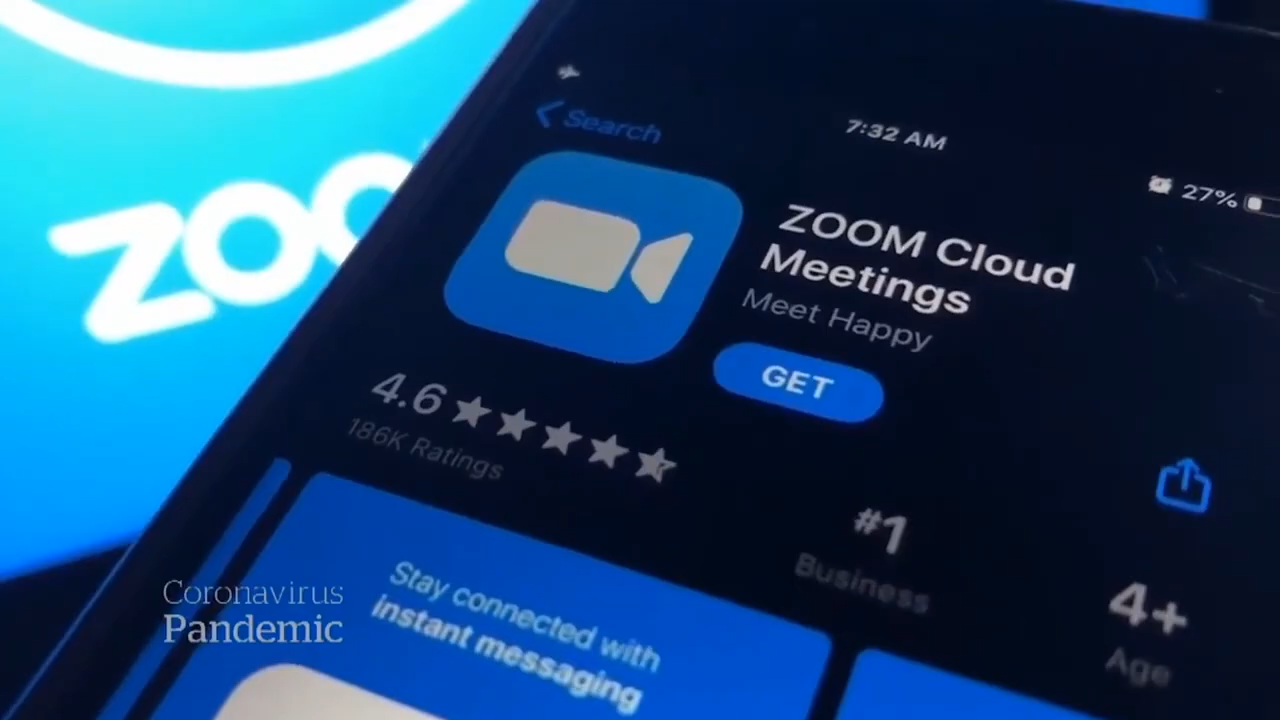 zoo
Search
7:32 AM
27%
ZOOM Cloud
Meetings
Meet Happy
GET
4.6
186K Ratings
#1
Business
4+
Age
Stay connected with
instant messaging
Coronavirus
Pandemic